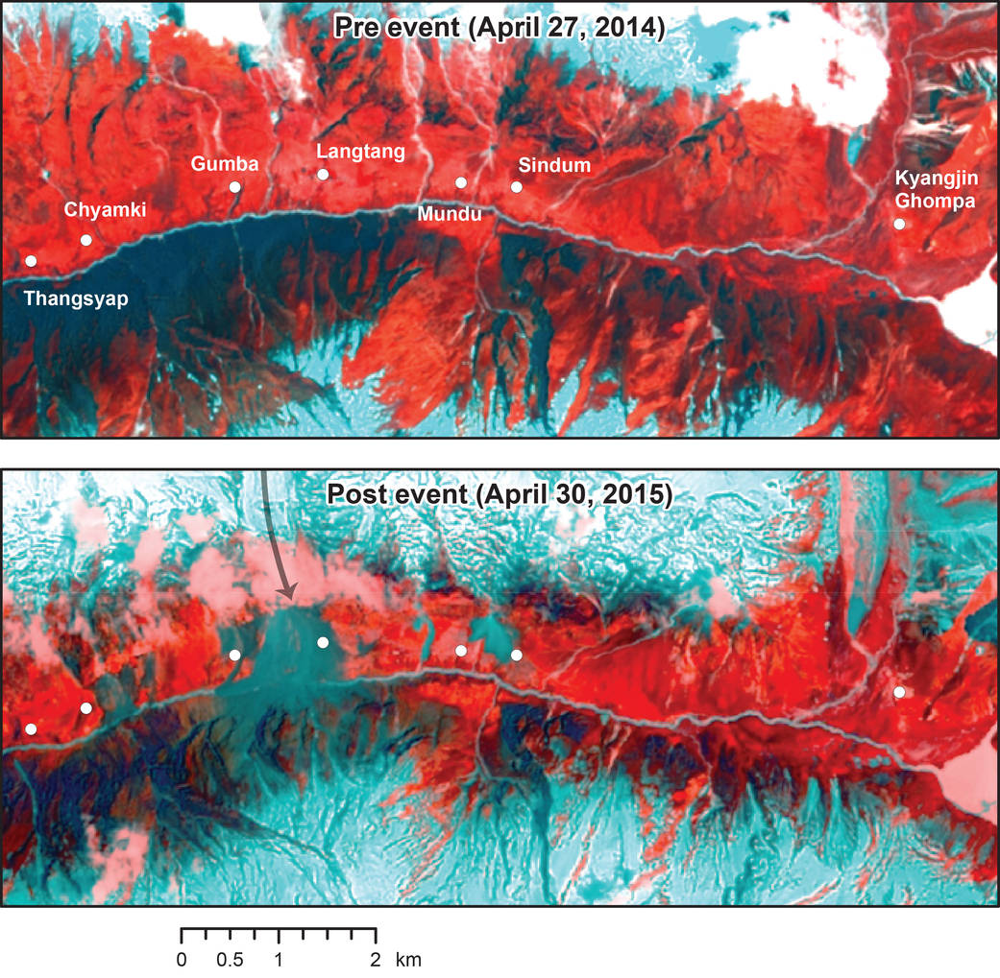 Pre event (April 27, 2014)
Langtang
Gumba
Sindum
Kyangjin
Ghompa
Chyamki
Mundu
Thangsyap
Post event (April 30, 2015)
0 0.5 1 2 km